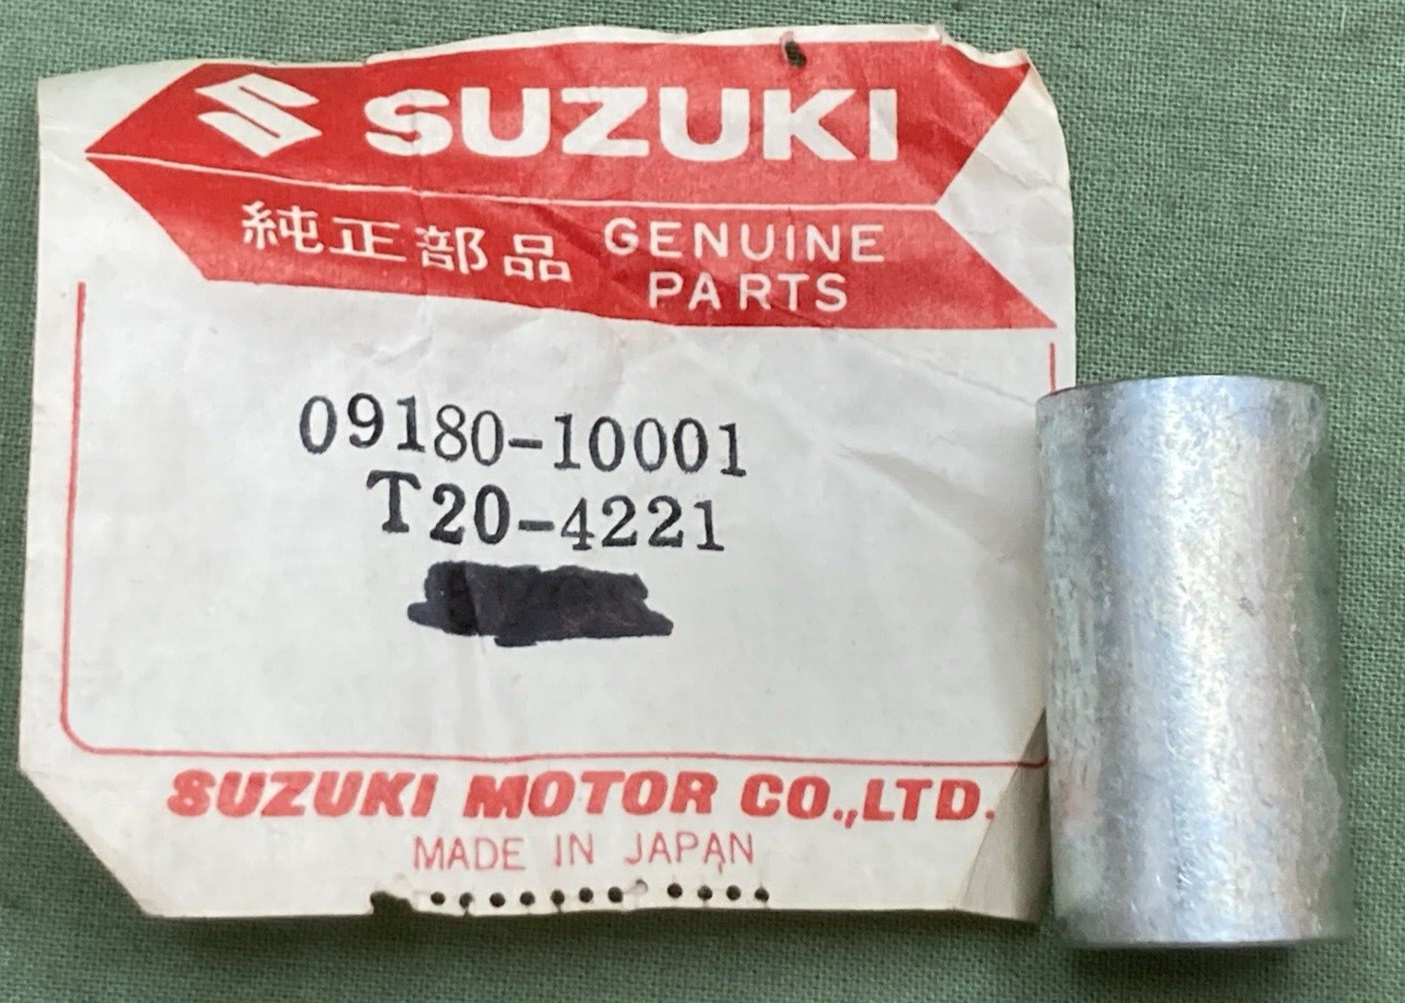 SUZUKI
純正部品 GENUINE
PARTS
09180-10001
T20-4221
SUZUKI MOTOR CO.,LTD.
MADE IN JAPAN